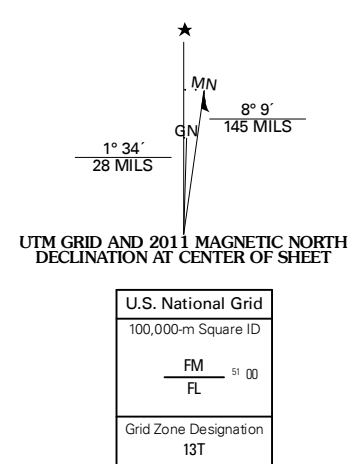 ★
MN
GN
8° 9´
145 MILS
1° 34´
28 MILS
UTM GRID AND 2011 MAGNETIC NORTH
DECLINATION AT CENTER OF SHEET
U.S. National Grid
100,000-m Square ID
FM
51 00
FL
Grid Zone Designation
13T